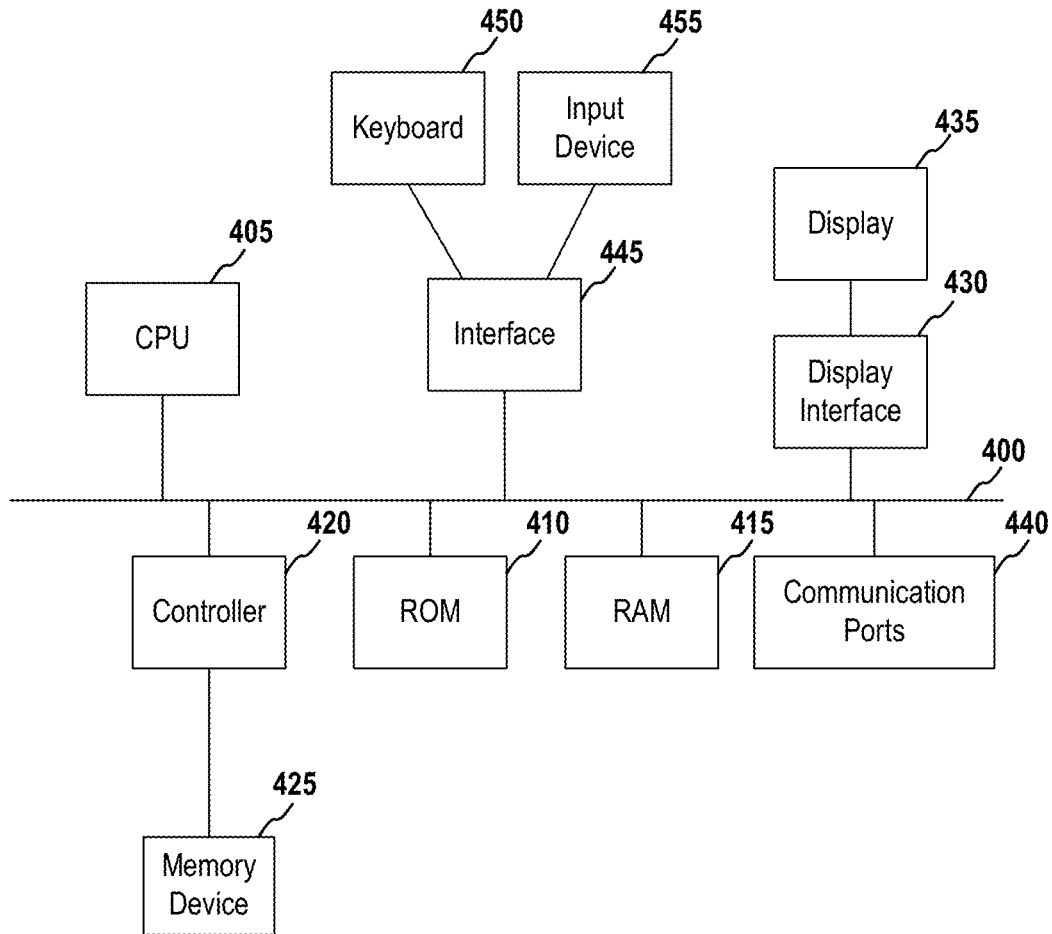 450
455
Keyboard
Input
Device
435
Display
405
445
430
CPU
Interface
Display
Interface
400
420
410
415
440
Controller
ROM
RAM
Communication
Ports
425
Memory
Device